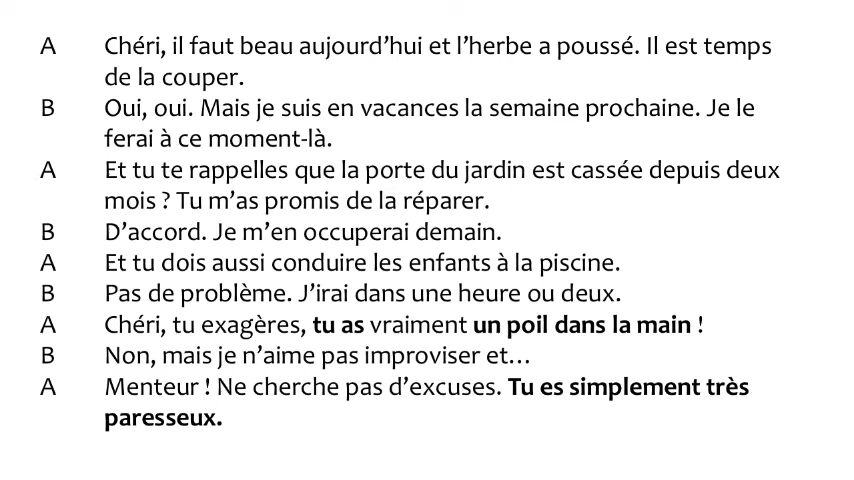 A Chéri, il faut beau aujourd’hui et l’herbe a poussé. Il est temps
de la couper.
B Oui, oui. Mais je suis en vacances la semaine prochaine. Je le
ferai à ce moment-là.
A Et tu te rappelles que la porte du jardin est cassée depuis deux
mois ? Tu m’as promis de la réparer.
B D’accord. Je m’en occuperai demain.
A Et tu dois aussi conduire les enfants à la piscine.
B Pas de problème. J’irai dans une heure ou deux.
A Chéri, tu exagères, tu as vraiment un poil dans la main !
B Non, mais je n’aime pas improviser et…
A Menteur ! Ne cherche pas d’excuses. Tu es simplement très
paresseux.